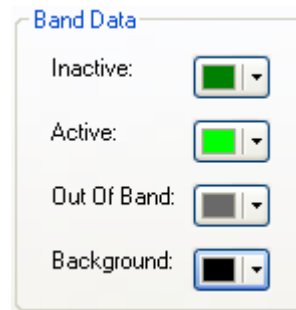 Band Data
Inactive:
Active:
Out Of Band:
Background: